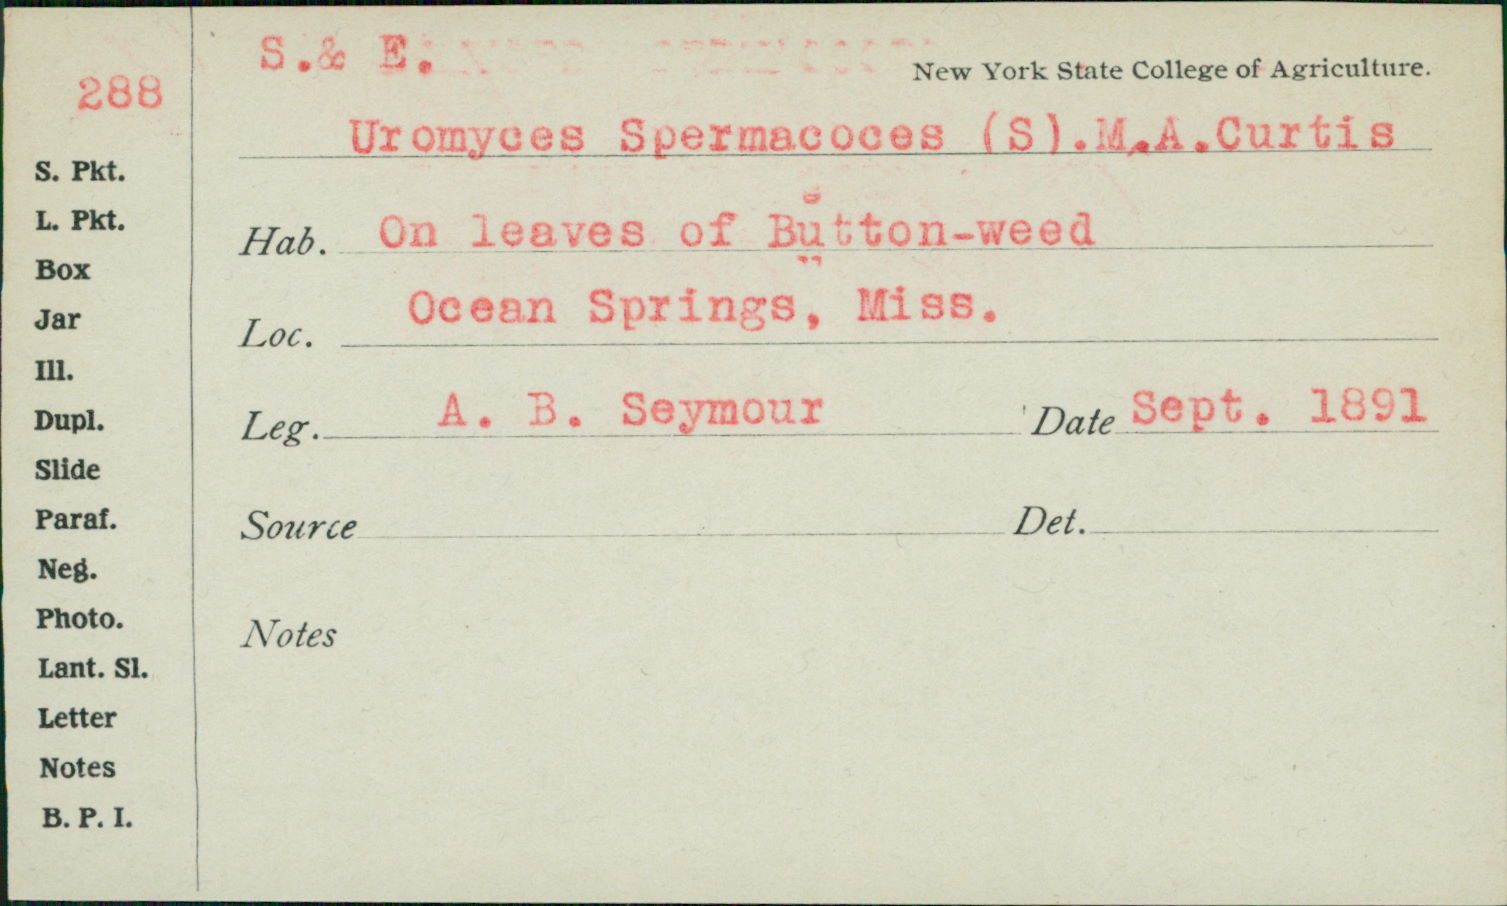 288
S.& E.
New York State College of Agriculture.
Uromyces Spermacoces (S).M.A.Curtis
Hab. On leaves of Button-weed
Loc. Ocean Springs, Miss.
Leg. A. B. Seymour Date Sept. 1891
Source Det.
Notes
S. Pkt.
L. Pkt.
Box
Jar
Ill.
Dupl.
Slide
Paraf.
Neg.
Photo.
Lant. Sl.
Letter
Notes
B. P. I.